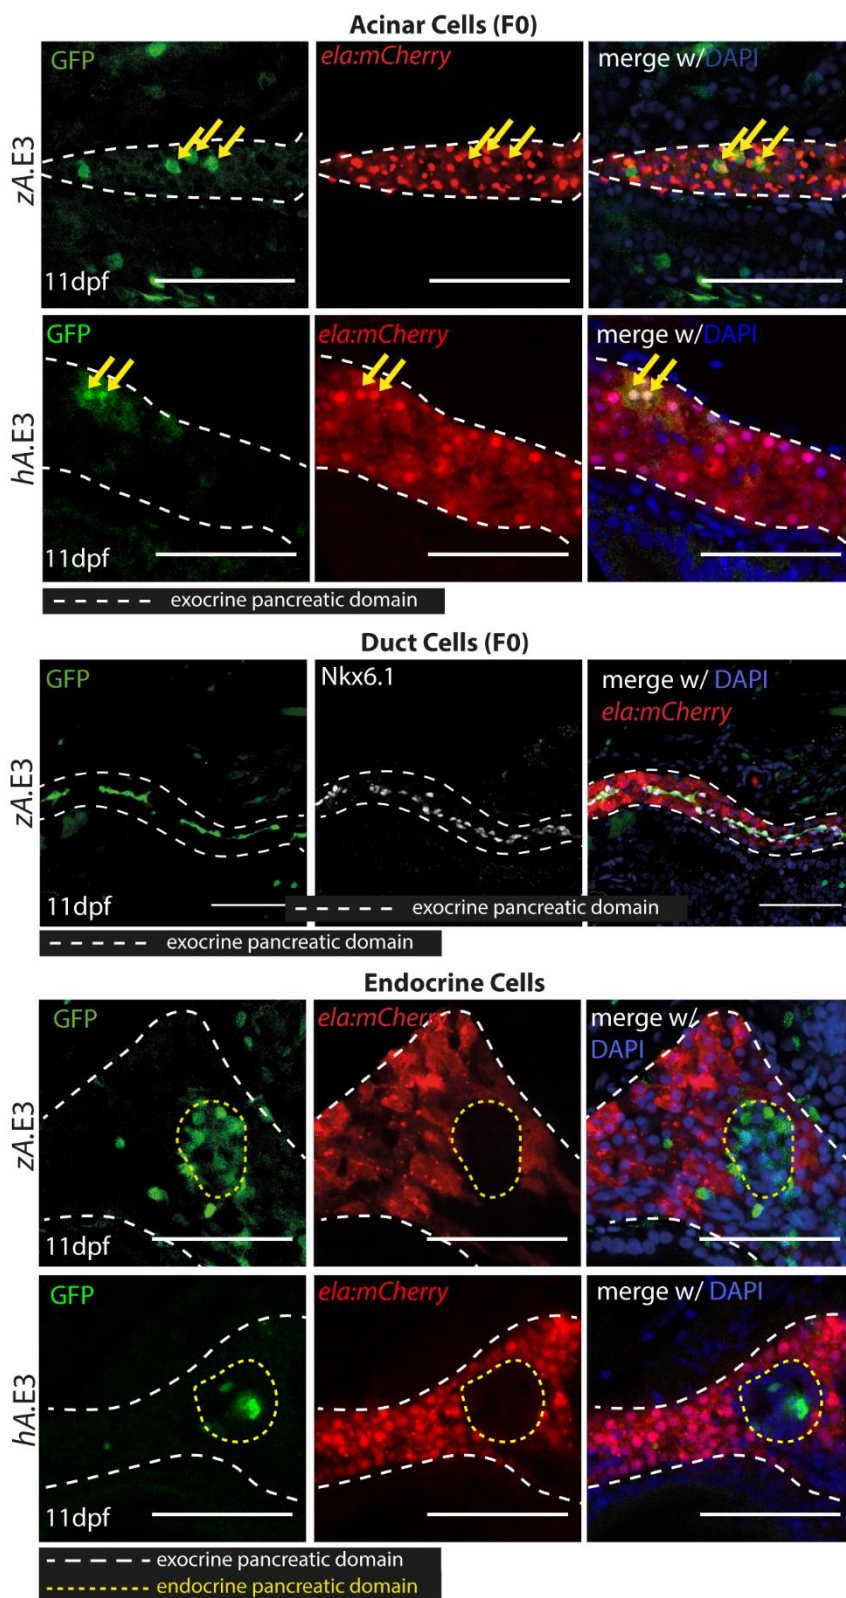 Acinar Cells (F0)
zA.E3
GFP
ela:mCherry
merge w/DAPI
11dpf
hA.E3
GFP
ela:mCherry
merge w/DAPI
11dpf
exocrine pancreatic domain
Duct Cells (F0)
zA.E3
GFP
Nkx6.1
merge w/ DAPI
ela:mCherry
11dpf
exocrine pancreatic domain
exocrine pancreatic domain
Endocrine Cells
zA.E3
GFP
ela:mCherry
merge w/
DAPI
11dpf
hA.E3
GFP
ela:mCherry
merge w/ DAPI
11dpf
exocrine pancreatic domain
endocrine pancreatic domain